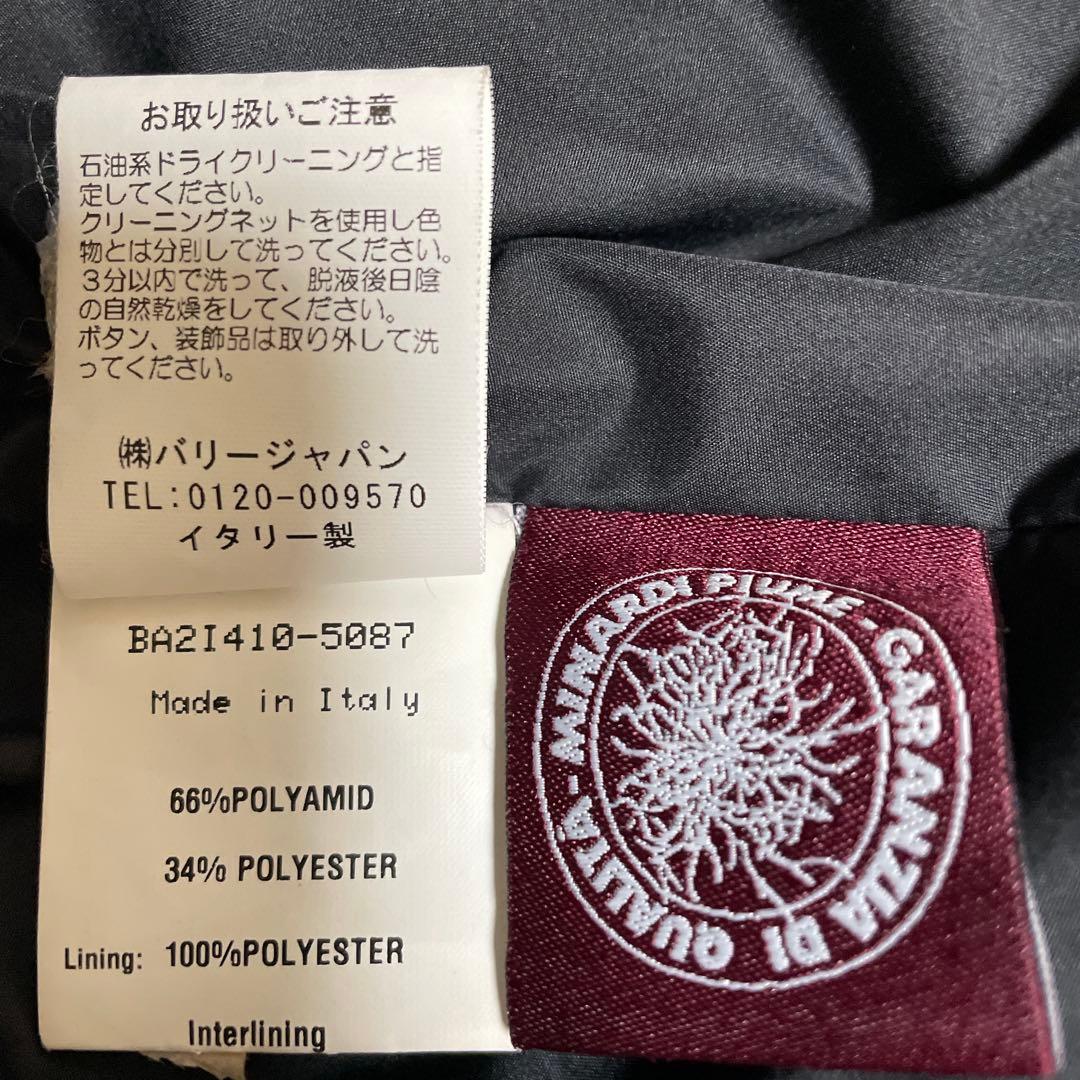 お取り扱いご注意
石油系ドライクリーニングと指
定してください。
クリーニングネットを使用し色
物とは分別して洗ってください。
３分以内で洗って、脱液後日陰
の自然乾燥をしてください。
ボタン、装飾品は取り外して洗
ってください。
㈱バリージャパン
TEL:0120-009570
イタリー製
BA2I410-5087
Made in Italy
66%POLYAMID
34% POLYESTER
Lining: 100%POLYESTER
Interlining
MINARDI PIUME - GARANZIA DI QUALITÀ -